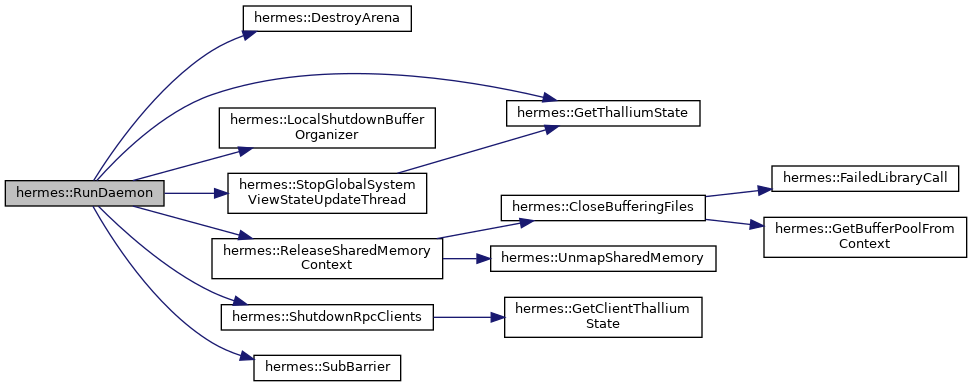 hermes::DestroyArena
hermes::GetThalliumState
hermes::LocalShutdownBuffer
Organizer
hermes::RunDaemon
hermes::StopGlobalSystem
ViewStateUpdateThread
hermes::FailedLibraryCall
hermes::CloseBufferingFiles
hermes::GetBufferPoolFrom
Context
hermes::ReleaseSharedMemory
Context
hermes::UnmapSharedMemory
hermes::ShutdownRpcClients
hermes::GetClientThallium
State
hermes::SubBarrier